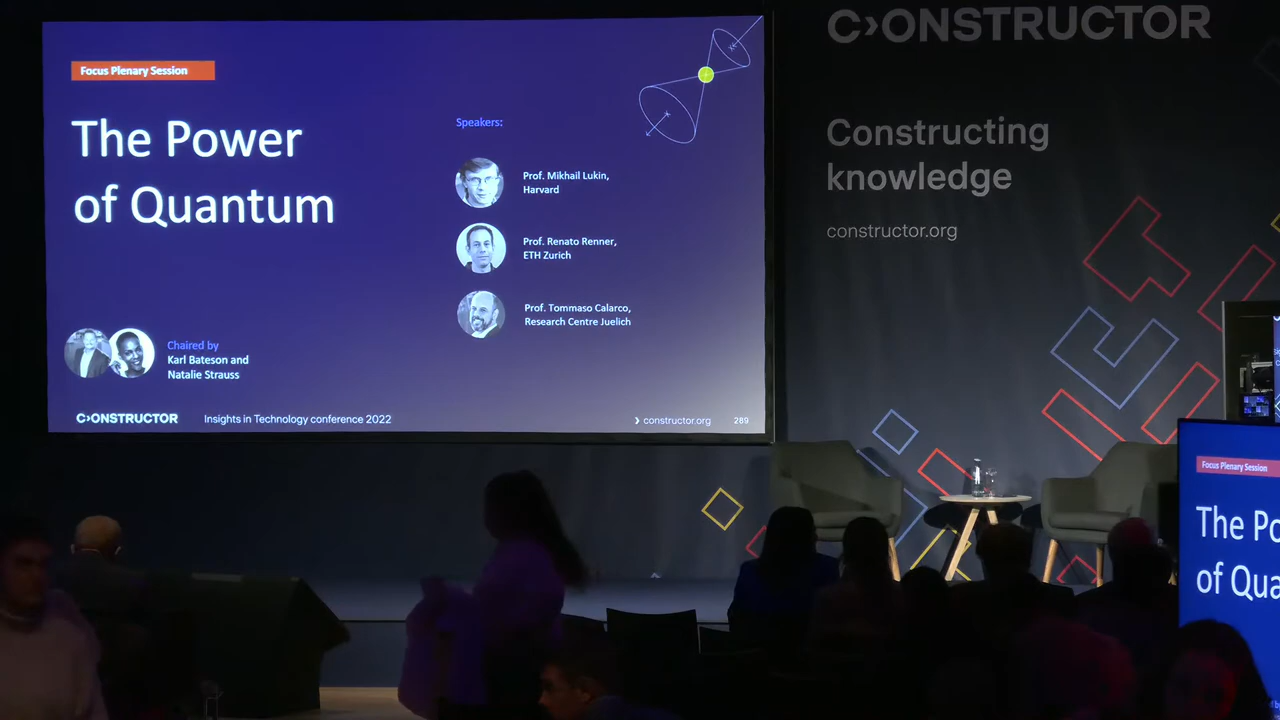 Focus Plenary Session
The Power
of Quantum
Speakers:
Prof. Mikhail Lukin,
Harvard
Prof. Renato Renner,
ETH Zurich
Prof. Tommaso Calarco,
Research Centre Juelich
Chaired by
Karl Bateson and
Natalie Strauss
C›ONSTRUCTOR
Insights in Technology conference 2022
› constructor.org
289
C›ONSTRUCTOR
Constructing
knowledge
constructor.org
Focus Plenary Session
The Po
of Qua